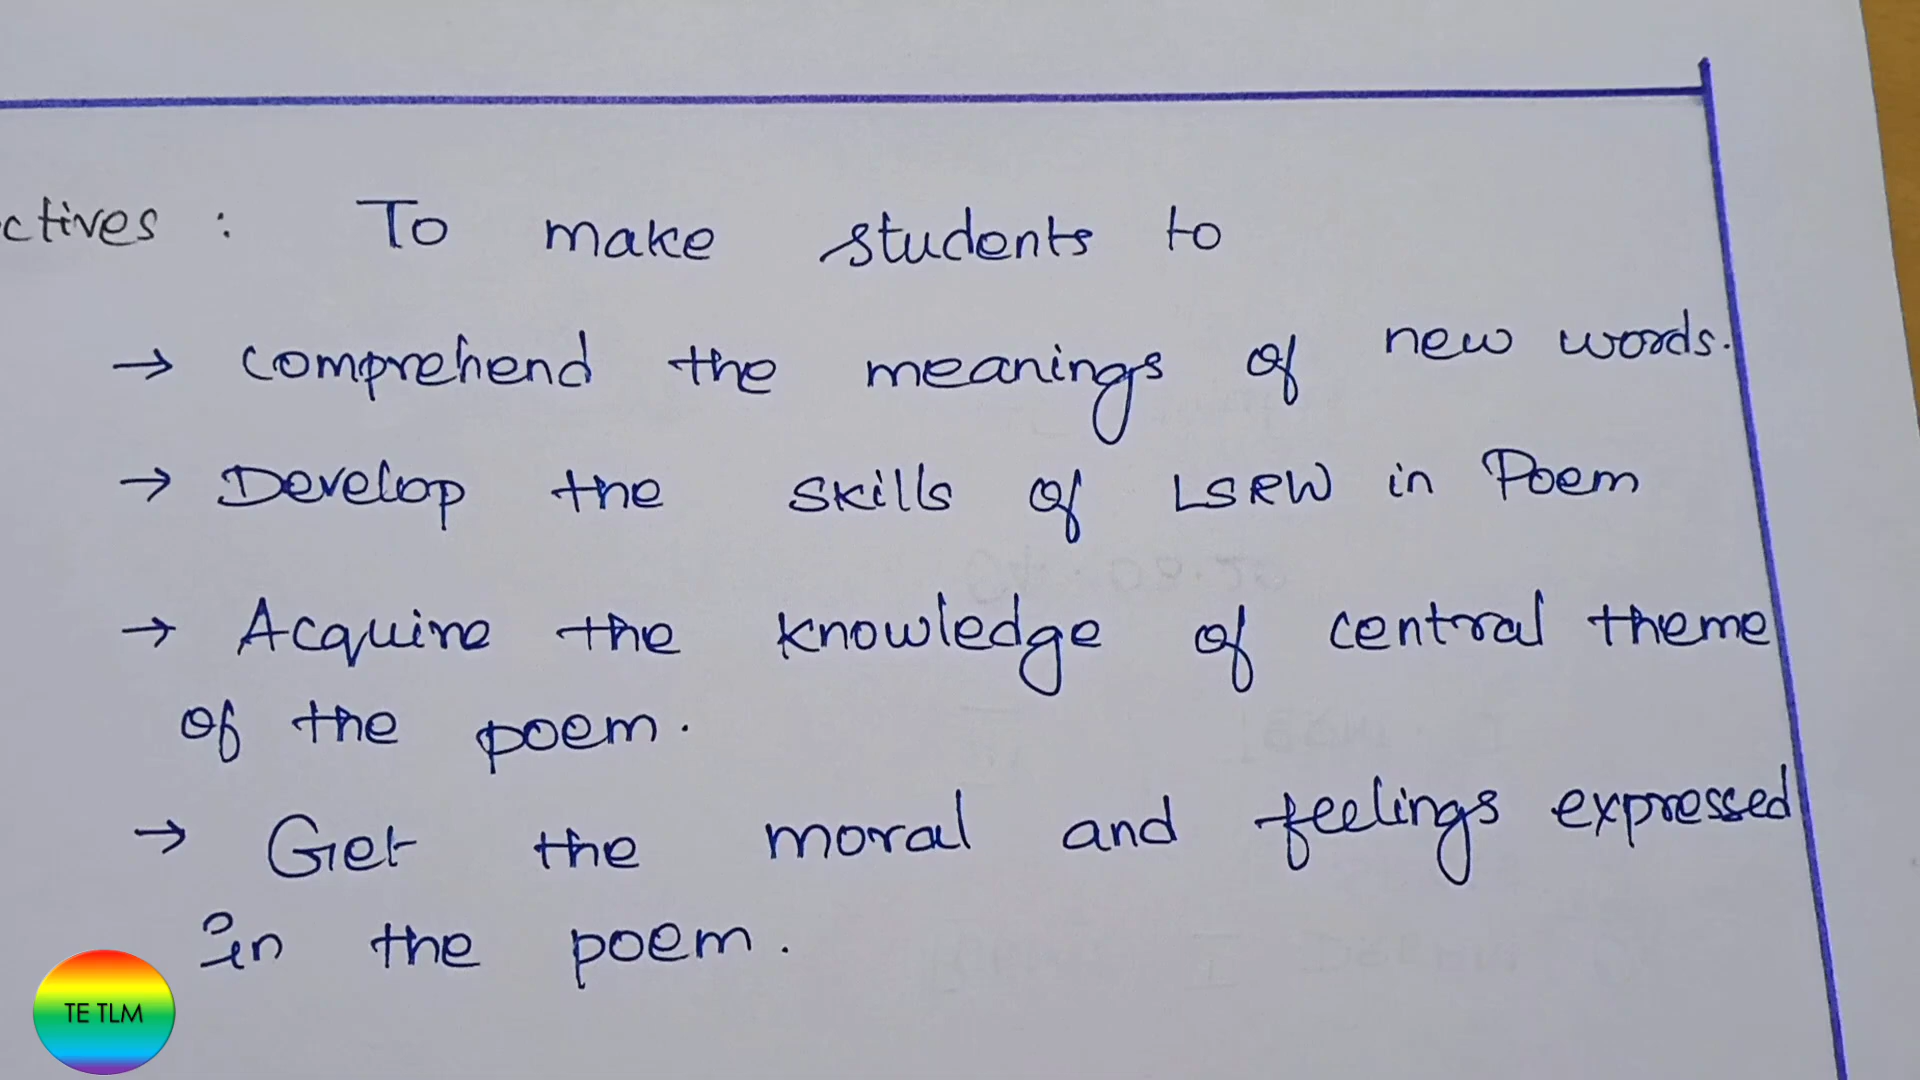 ctives : To make students to
→ comprehend the meanings of new words.
→ Develop the skills of LSRW in Poem
→ Acquire the knowledge of central theme
of the poem.
→ Get the moral and feelings expressed
in the poem.
TE TLM